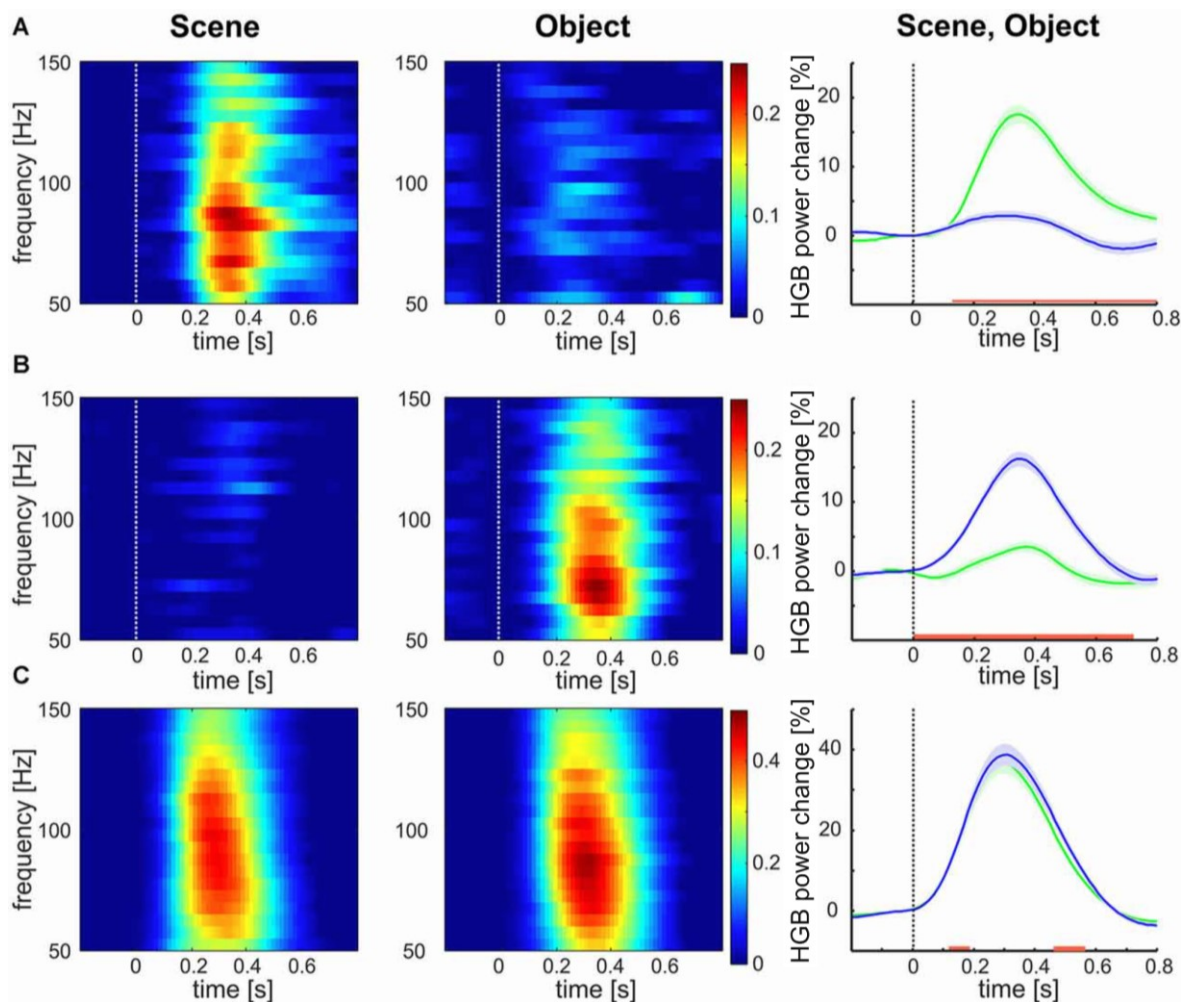 A Scene Object Scene, Object
150 150 20
0.2
frequency [Hz] 100 100 HGB power change [%] 10
0.1
0
50 50 0
0 0.2 0.4 0.6 0 0.2 0.4 0.6 0 0.2 0.4 0.6 0.8
time [s] time [s] time [s]
B
150 150 20
0.2
frequency [Hz] 100 100 HGB power change [%] 10
0.1
0
50 50 0
0 0.2 0.4 0.6 0 0.2 0.4 0.6 0 0.2 0.4 0.6 0.8
time [s] time [s] time [s]
C
150 150
0.4 40
frequency [Hz] 100 100 HGB power change [%] 20
0.2
0
50 50 0
0 0.2 0.4 0.6 0 0.2 0.4 0.6 0 0.2 0.4 0.6 0.8
time [s] time [s] time [s]